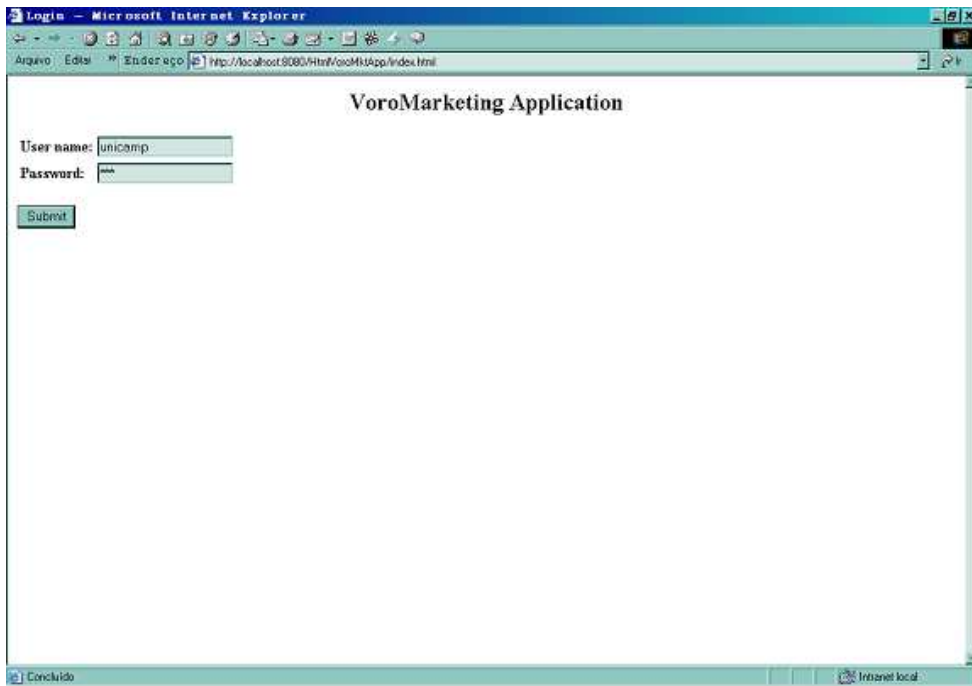 Login - Microsoft Internet Explorer
Arquivo Editar » Endereço http://localhost:8080/HtmlVoroMktApp/index.html
VoroMarketing Application
User name: unicamp
Password: ***
Submit
Concluído
Intranet local